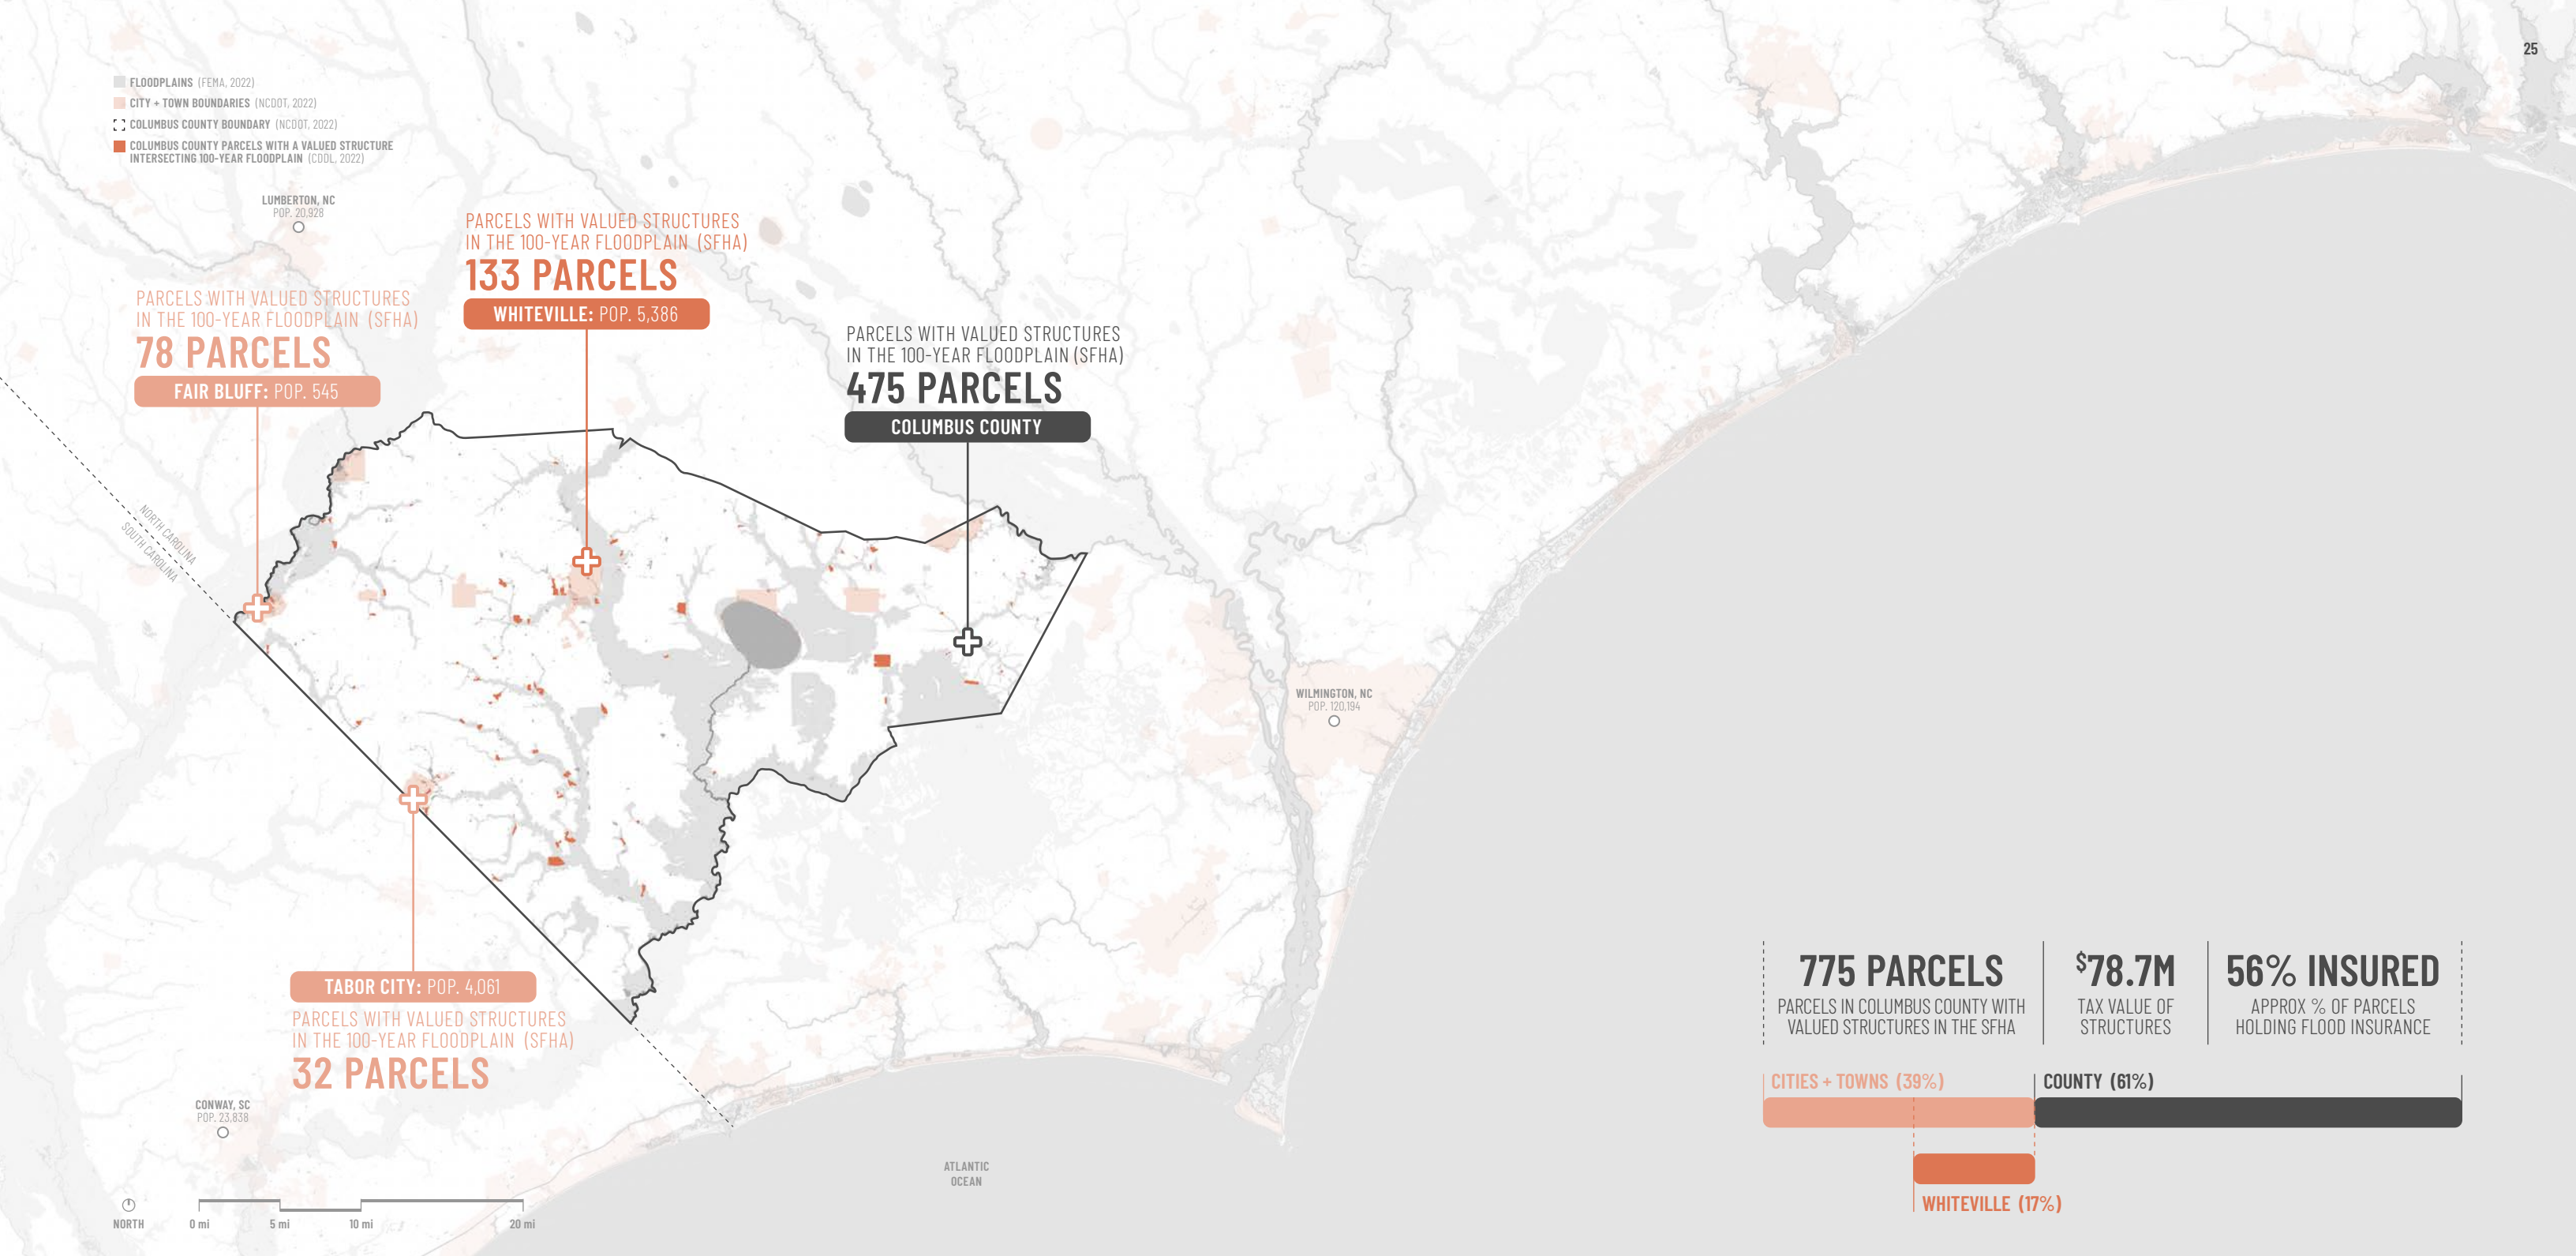 25
FLOODPLAINS (FEMA, 2022)
CITY + TOWN BOUNDARIES (NCDOT, 2022)
COLUMBUS COUNTY BOUNDARY (NCDOT, 2022)
COLUMBUS COUNTY PARCELS WITH A VALUED STRUCTURE
INTERSECTING 100-YEAR FLOODPLAIN (CDDL, 2022)
LUMBERTON, NC
POP. 20,928
PARCELS WITH VALUED STRUCTURES
IN THE 100-YEAR FLOODPLAIN (SFHA)
133 PARCELS
WHITEVILLE: POP. 5,386
PARCELS WITH VALUED STRUCTURES
IN THE 100-YEAR FLOODPLAIN (SFHA)
78 PARCELS
FAIR BLUFF: POP. 545
PARCELS WITH VALUED STRUCTURES
IN THE 100-YEAR FLOODPLAIN (SFHA)
475 PARCELS
COLUMBUS COUNTY
NORTH CAROLINA
SOUTH CAROLINA
WILMINGTON, NC
POP. 120,194
TABOR CITY: POP. 4,061
PARCELS WITH VALUED STRUCTURES
IN THE 100-YEAR FLOODPLAIN (SFHA)
32 PARCELS
CONWAY, SC
POP. 23,838
ATLANTIC
OCEAN
NORTH
0 mi 5 mi 10 mi 20 mi
775 PARCELS
PARCELS IN COLUMBUS COUNTY WITH
VALUED STRUCTURES IN THE SFHA
$78.7M
TAX VALUE OF
STRUCTURES
56% INSURED
APPROX % OF PARCELS
HOLDING FLOOD INSURANCE
CITIES + TOWNS (39%)
COUNTY (61%)
WHITEVILLE (17%)